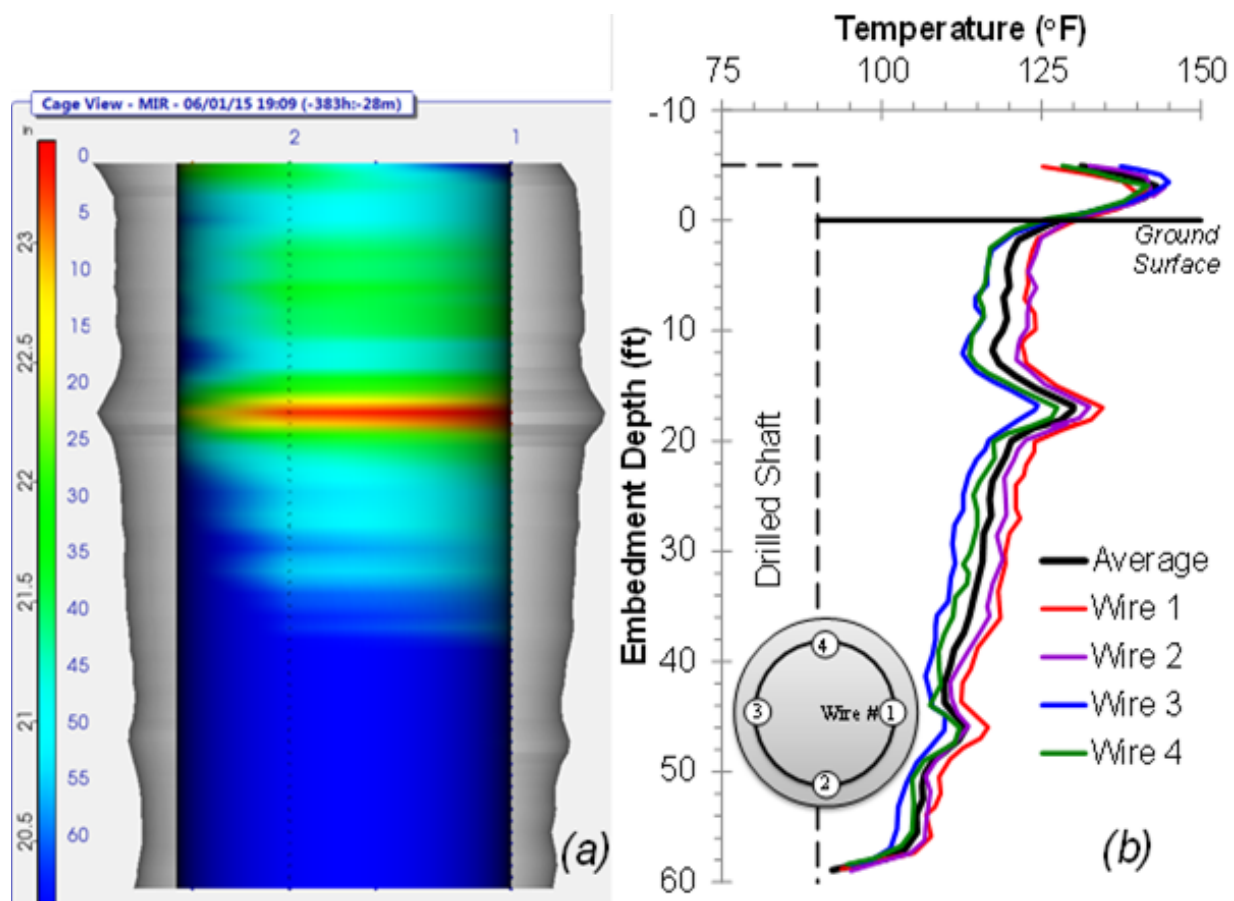 Cage View - MIR - 06/01/15 19:09 (-383h:-28m)
in
2
1
0
5
10
15
20
25
30
35
40
45
50
55
60
23
22.5
22
21.5
21
20.5
(a)
Temperature (°F)
75
100
125
150
-10
0
10
20
30
40
50
60
Embedment Depth (ft)
Drilled Shaft
Ground
Surface
Average
Wire 1
Wire 2
Wire 3
Wire 4
4
3
Wire #
1
2
(b)